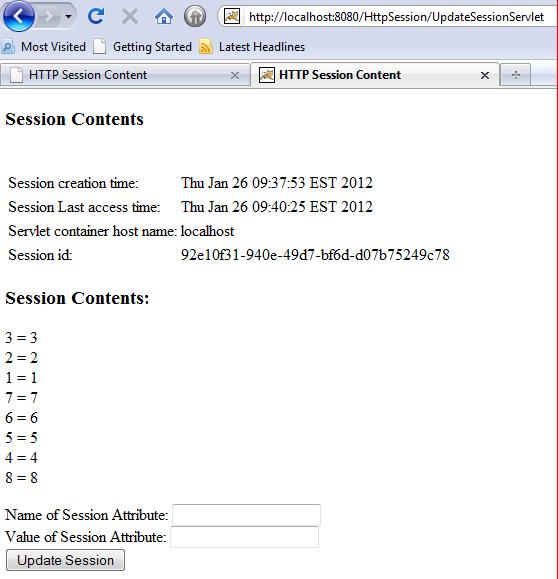 http://localhost:8080/HttpSession/UpdateSessionServlet
Most Visited Getting Started Latest Headlines
HTTP Session Content HTTP Session Content
Session Contents
Session creation time: Thu Jan 26 09:37:53 EST 2012
Session Last access time: Thu Jan 26 09:40:25 EST 2012
Servlet container host name: localhost
Session id: 92e10f31-940e-49d7-bf6d-d07b75249c78
Session Contents:
3 = 3
2 = 2
1 = 1
7 = 7
6 = 6
5 = 5
4 = 4
8 = 8
Name of Session Attribute:
Value of Session Attribute:
Update Session